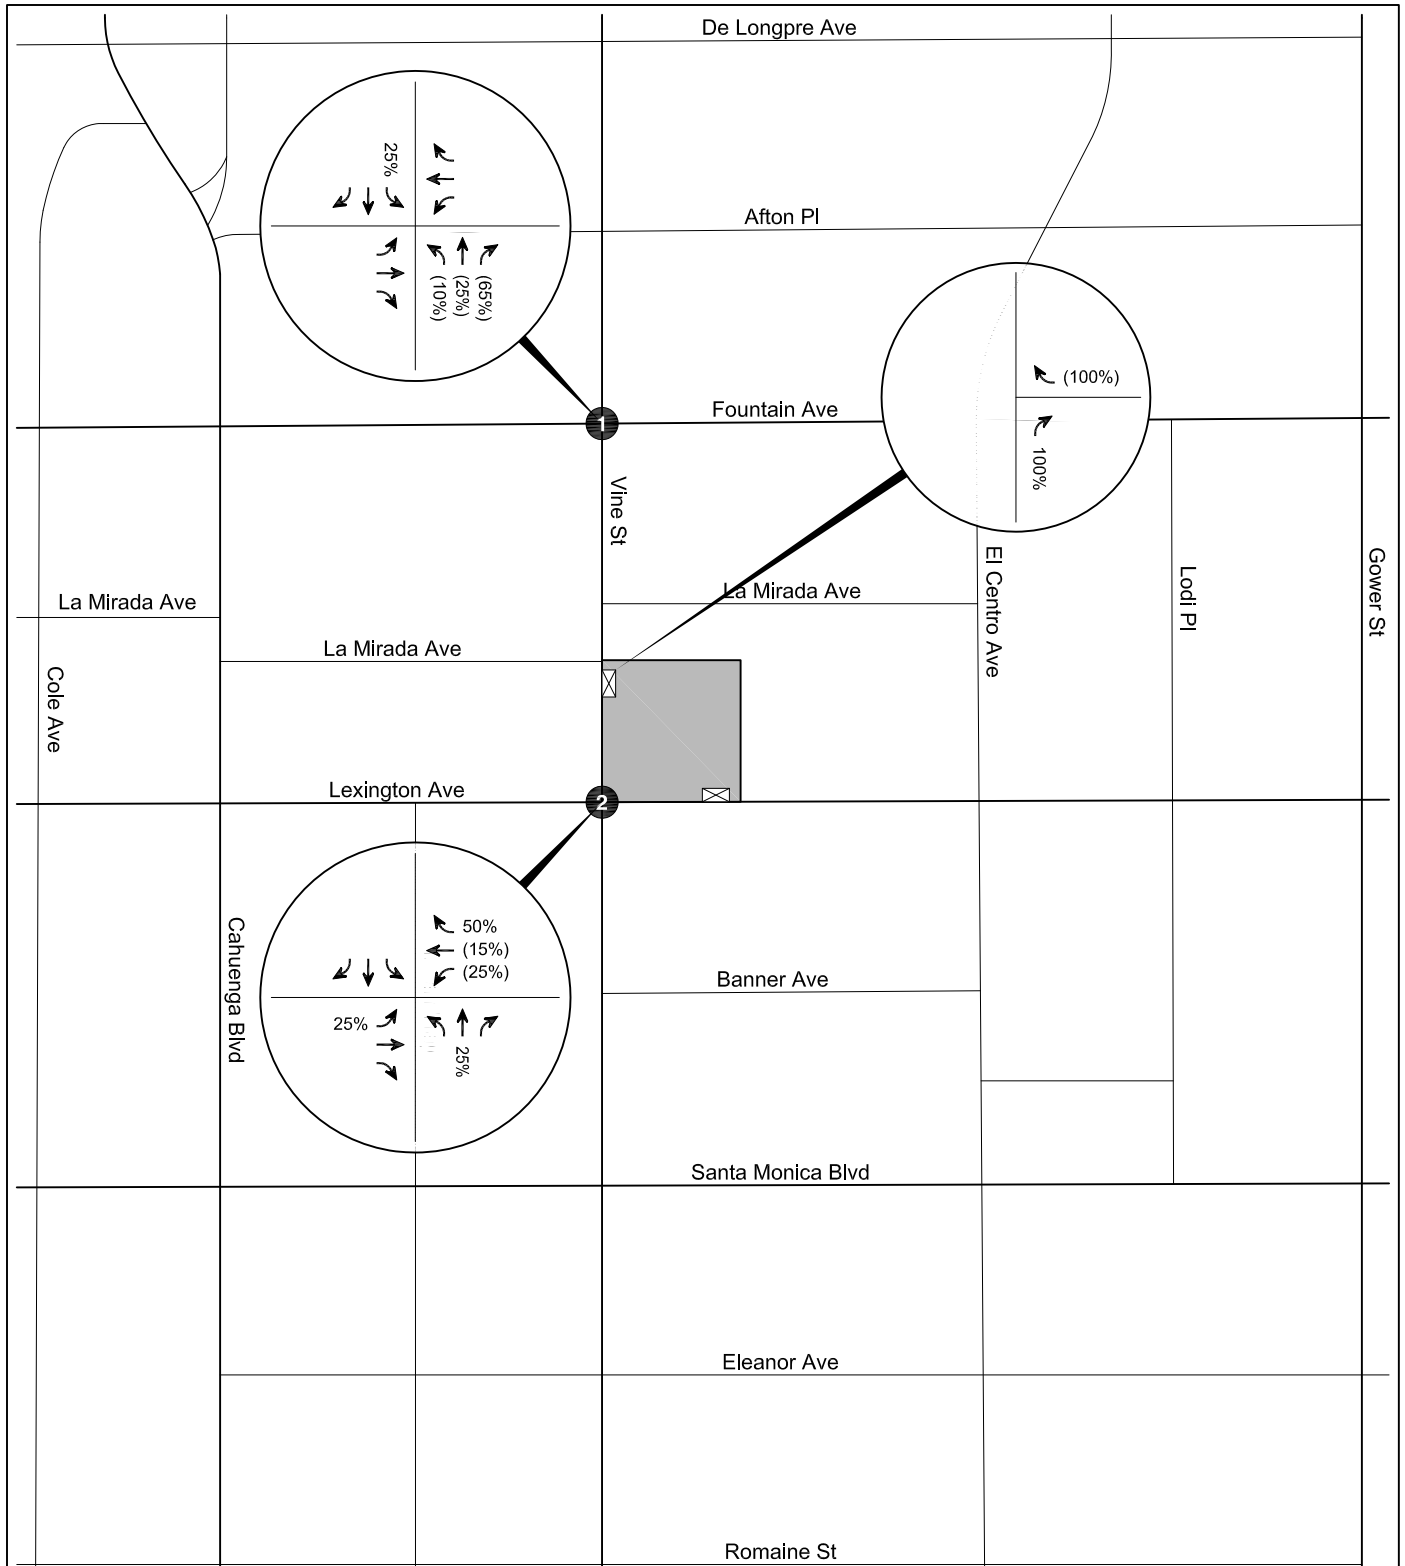 De Longpre Ave
Afton Pl
25%
(10%)
(25%)
(65%)
(100%)
100%
Fountain Ave
1
Vine St
La Mirada Ave
La Mirada Ave
La Mirada Ave
El Centro Ave
Lodi Pl
Gower St
Cole Ave
Lexington Ave
2
Cahuenga Blvd
50%
(15%)
(25%)
25%
25%
Banner Ave
Santa Monica Blvd
Eleanor Ave
Romaine St